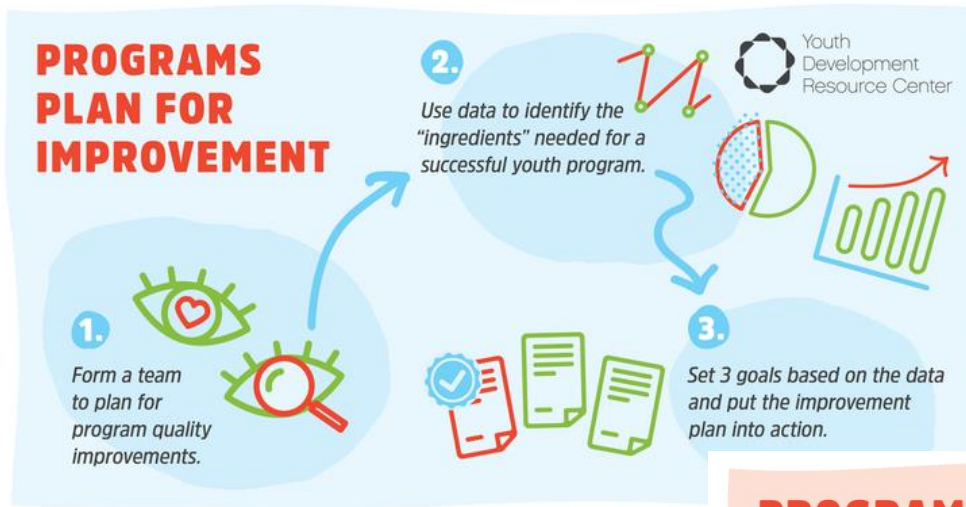 PROGRAMS
PLAN FOR
IMPROVEMENT
Youth
Development
Resource Center
1.
Form a team
to plan for
program quality
improvements.
2.
Use data to identify the
"ingredients" needed for a
successful youth program.
3.
Set 3 goals based on the data
and put the improvement
plan into action.
PROGRAM